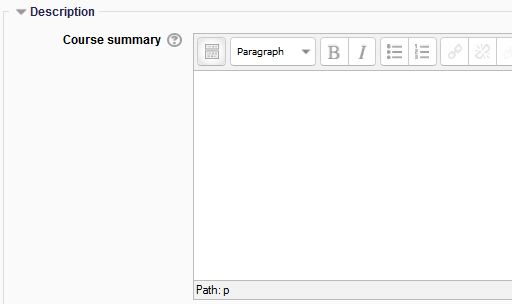 Description
Course summary
Paragraph B I
Path: p